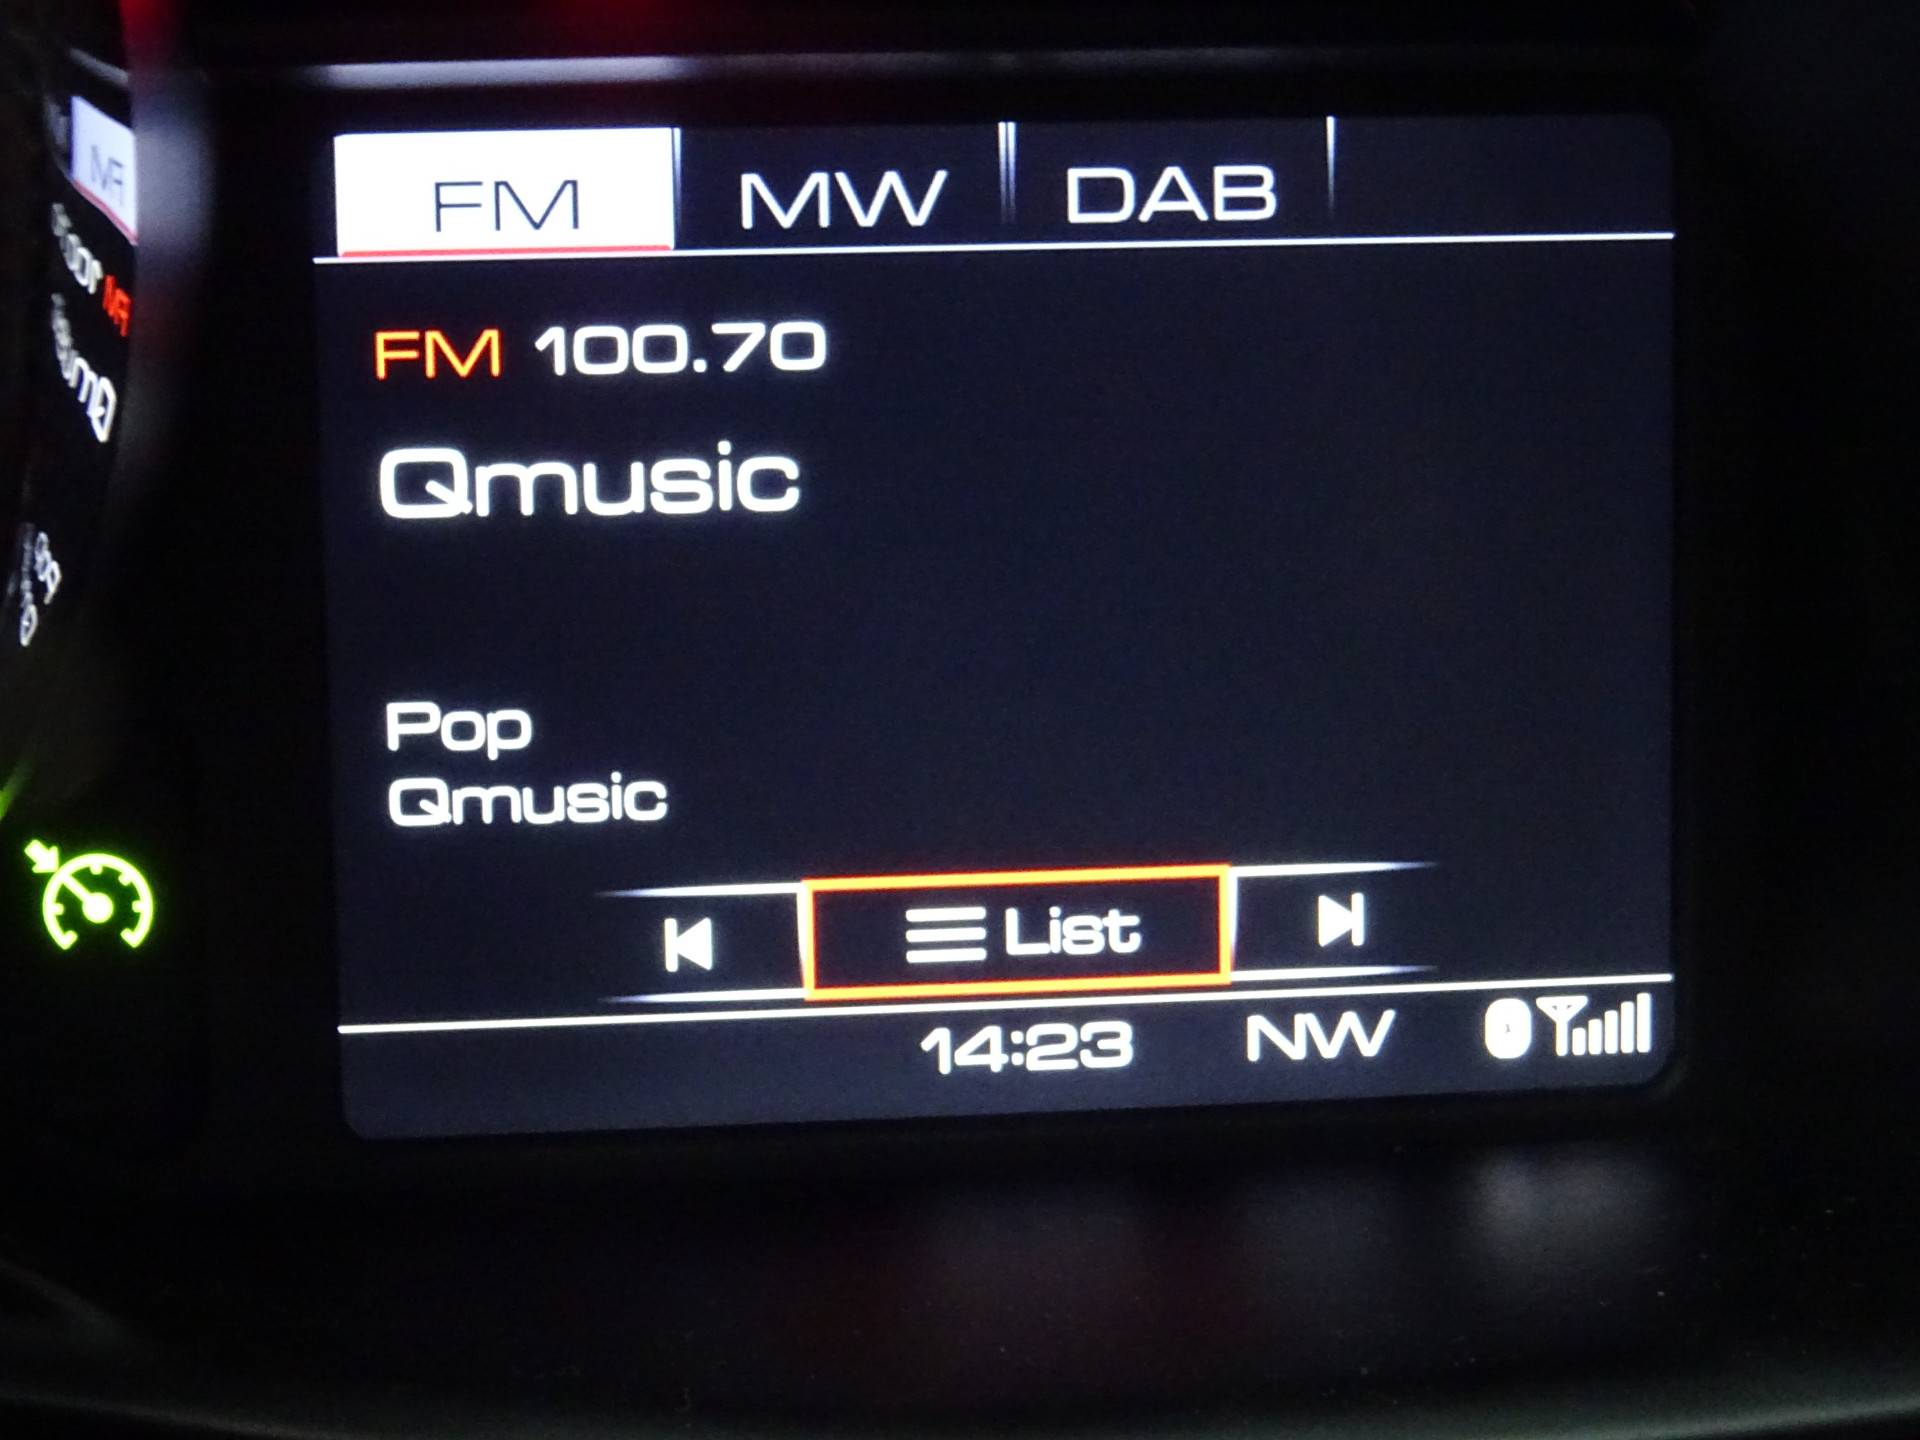 FM MW DAB
FM 100.70
Qmusic
Pop
Qmusic
List
14:23 NW